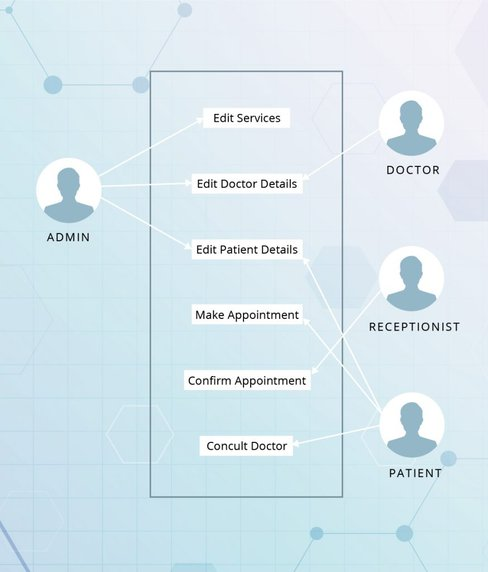 Edit Services
DOCTOR
Edit Doctor Details
ADMIN
Edit Patient Details
Make Appointment
RECEPTIONIST
Confirm Appointment
Concult Doctor
PATIENT